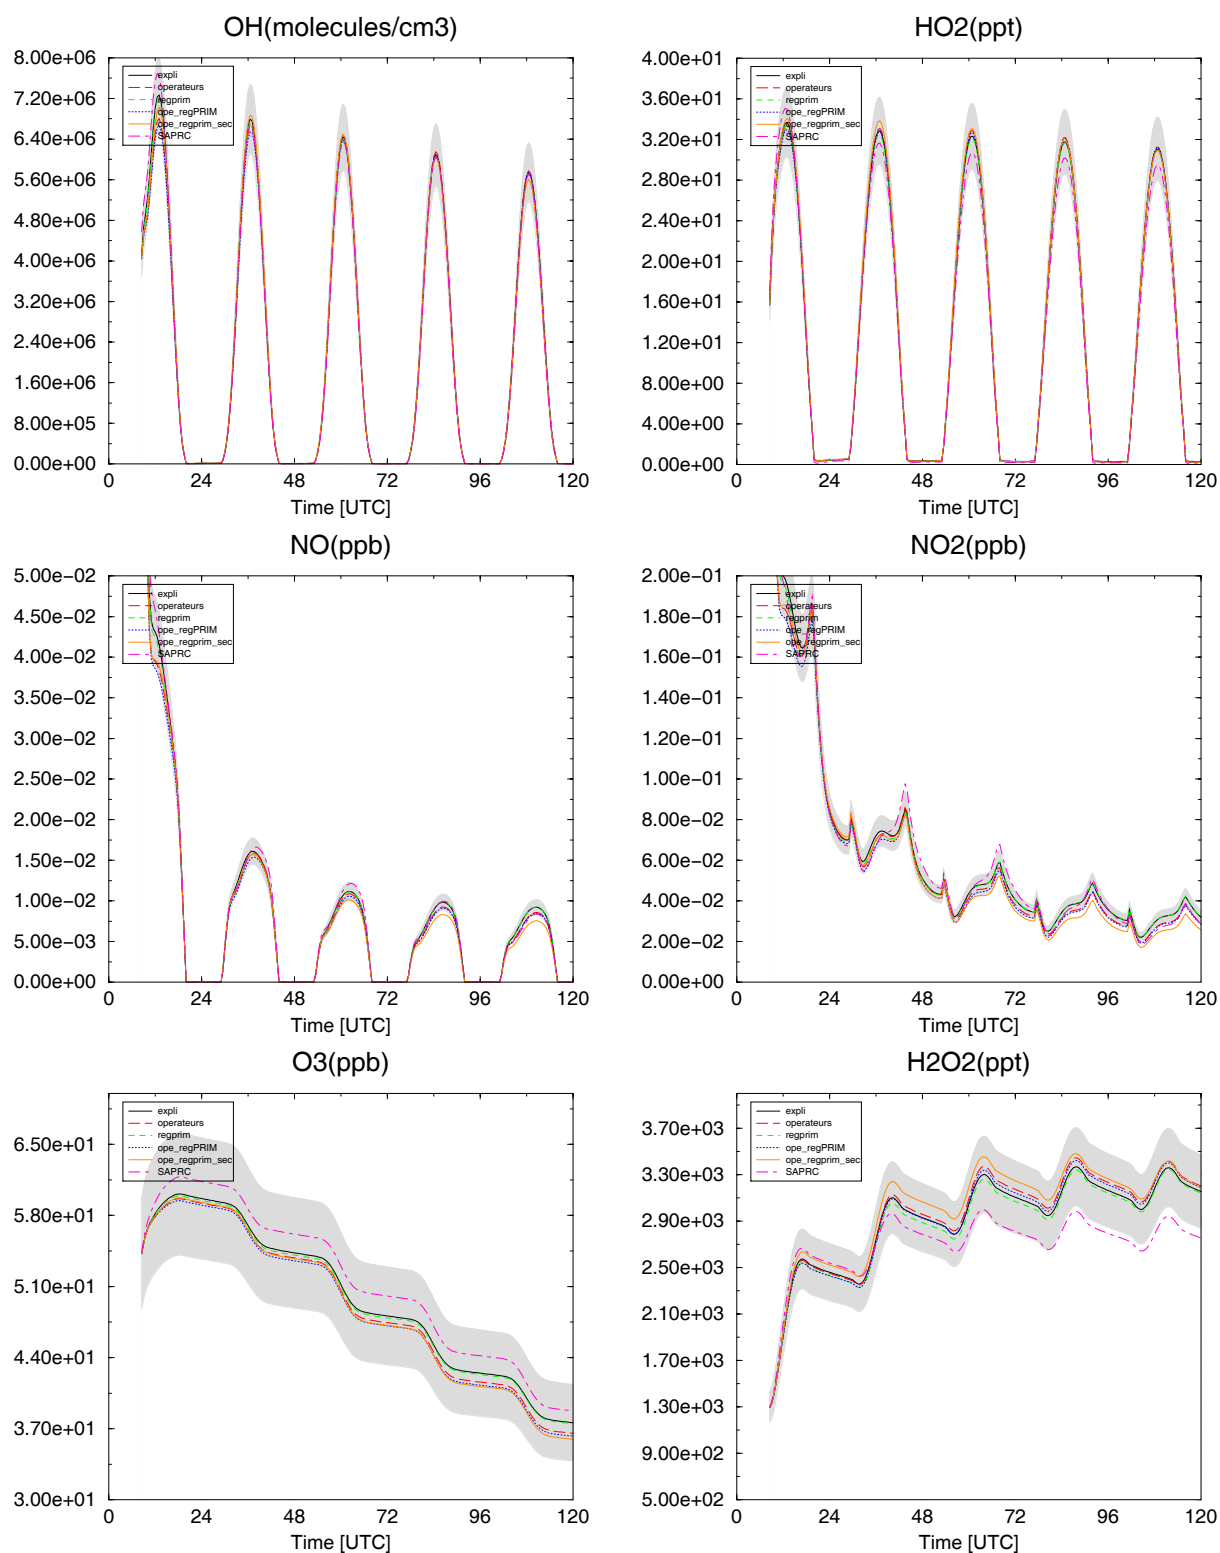 OH(molecules/cm3)
8.00e+06
7.20e+06
6.40e+06
5.60e+06
4.80e+06
4.00e+06
3.20e+06
2.40e+06
1.60e+06
8.00e+05
0.00e+00
expli
operateurs
regprim
ope_regPRIM
ope_regprim_sec
SAPRC
0 24 48 72 96 120
Time [UTC]
HO2(ppt)
4.00e+01
3.60e+01
3.20e+01
2.80e+01
2.40e+01
2.00e+01
1.60e+01
1.20e+01
8.00e+00
4.00e+00
0.00e+00
expli
operateurs
regprim
ope_regPRIM
ope_regprim_sec
SAPRC
0 24 48 72 96 120
Time [UTC]
NO(ppb)
5.00e−02
4.50e−02
4.00e−02
3.50e−02
3.00e−02
2.50e−02
2.00e−02
1.50e−02
1.00e−02
5.00e−03
0.00e+00
expli
operateurs
regprim
ope_regPRIM
ope_regprim_sec
SAPRC
0 24 48 72 96 120
Time [UTC]
NO2(ppb)
2.00e−01
1.80e−01
1.60e−01
1.40e−01
1.20e−01
1.00e−01
8.00e−02
6.00e−02
4.00e−02
2.00e−02
0.00e+00
expli
operateurs
regprim
ope_regPRIM
ope_regprim_sec
SAPRC
0 24 48 72 96 120
Time [UTC]
O3(ppb)
6.50e+01
5.80e+01
5.10e+01
4.40e+01
3.70e+01
3.00e+01
expli
operateurs
regprim
ope_regPRIM
ope_regprim_sec
SAPRC
0 24 48 72 96 120
Time [UTC]
H2O2(ppt)
3.70e+03
3.30e+03
2.90e+03
2.50e+03
2.10e+03
1.70e+03
1.30e+03
9.00e+02
5.00e+02
expli
operateurs
regprim
ope_regPRIM
ope_regprim_sec
SAPRC
0 24 48 72 96 120
Time [UTC]